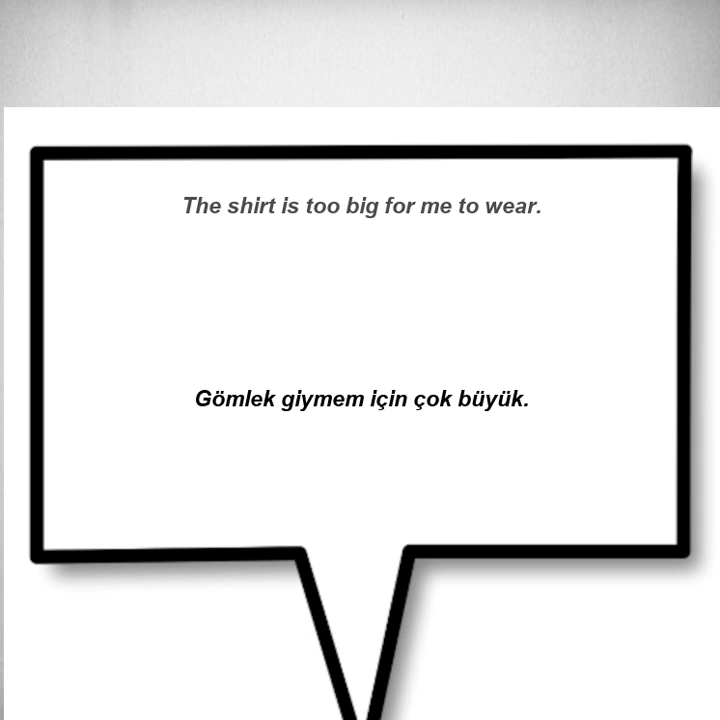 The shirt is too big for me to wear.
Gömlek giymem için çok büyük.